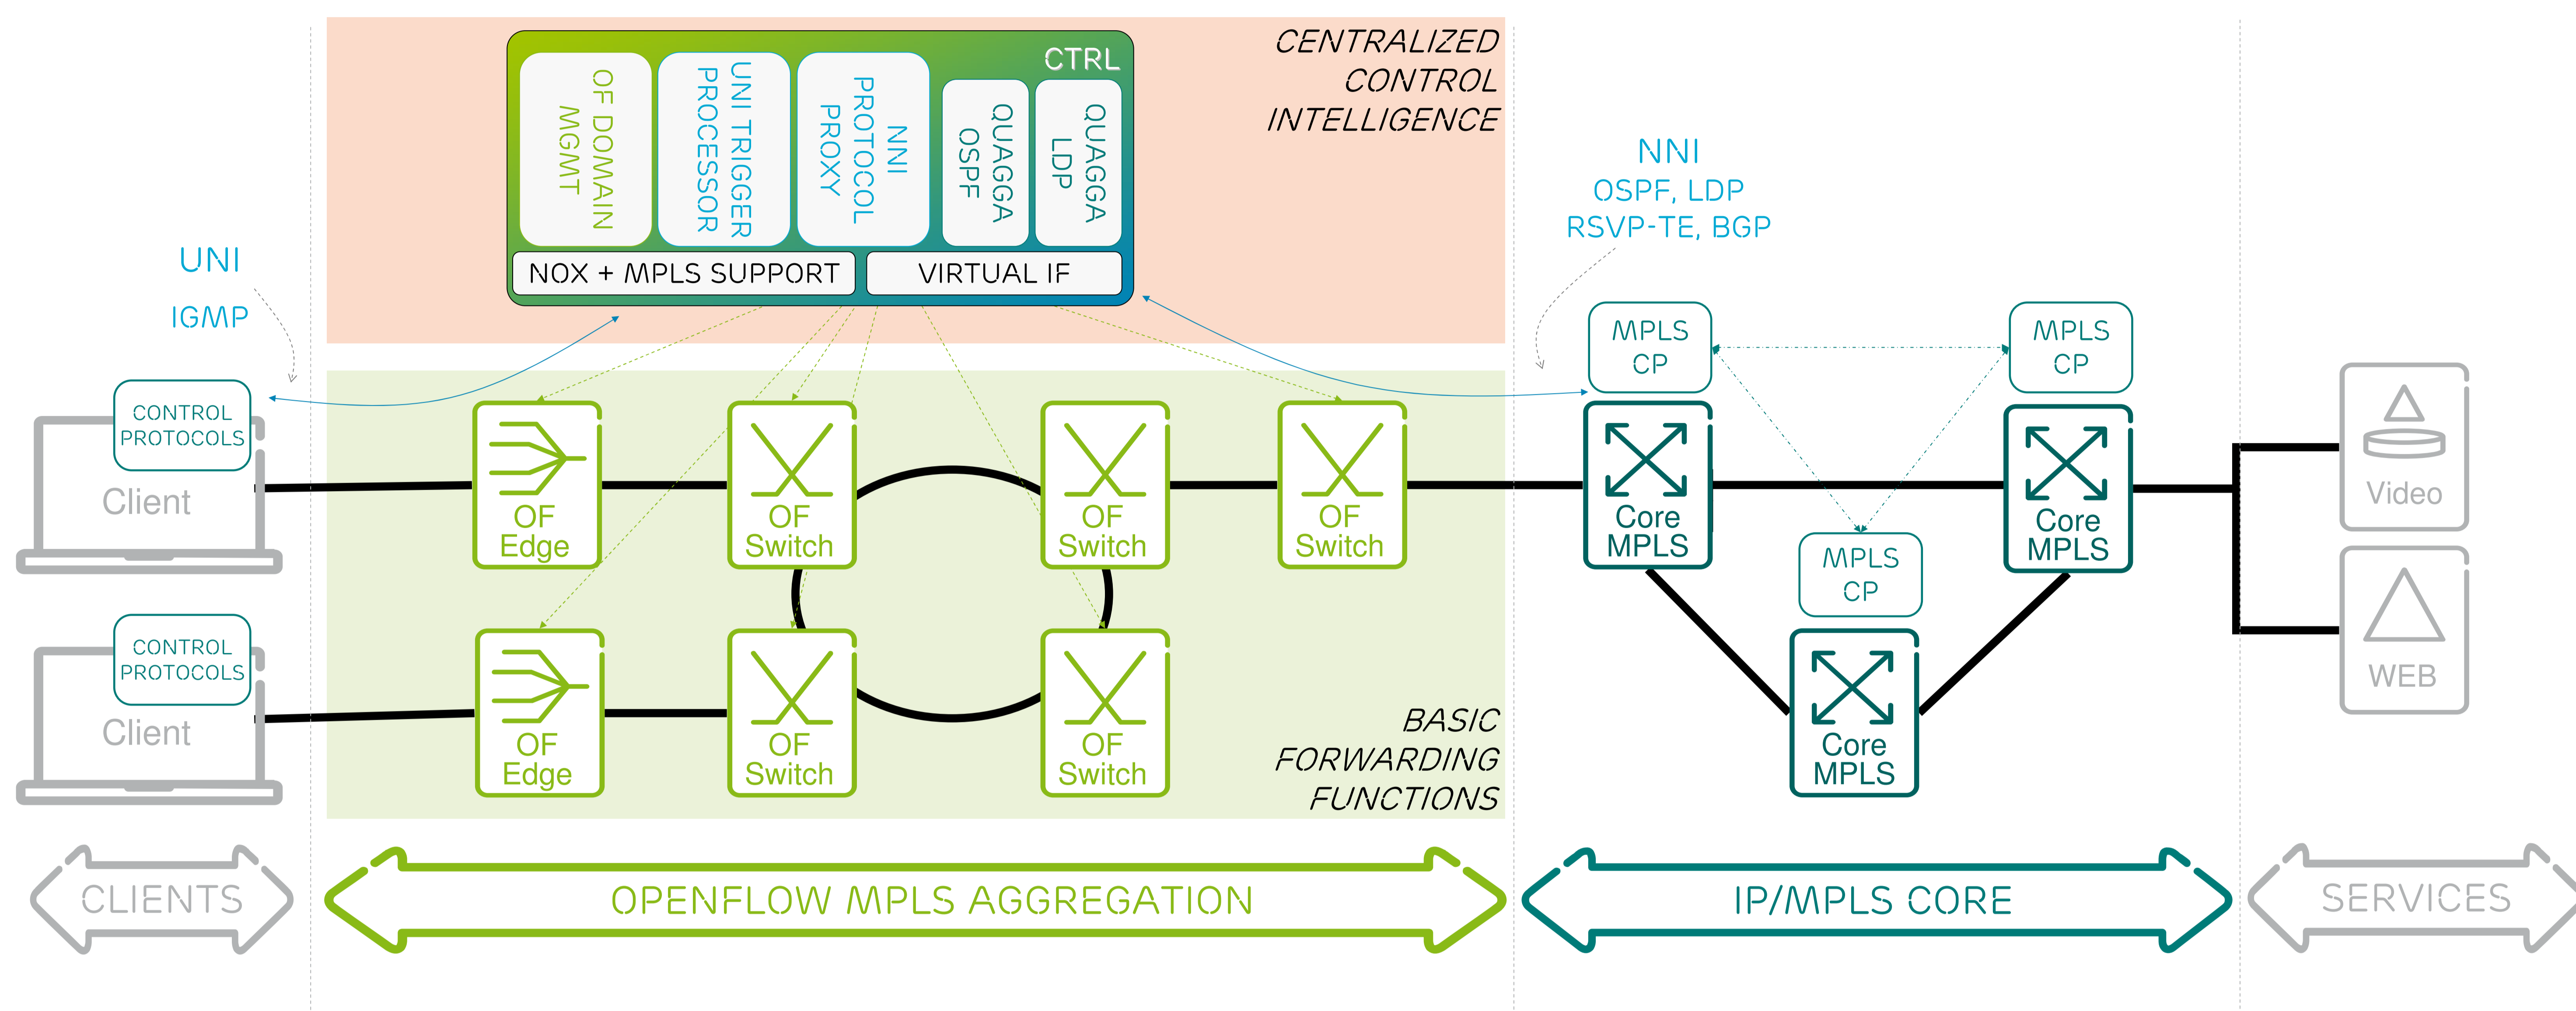 CENTRALIZED
CONTROL
INTELLIGENCE
CTRL
OF DOMAIN
MGMT
UNI TRIGGER
PROCESSOR
NNI
PROTOCOL
PROXY
QUAGGA
OSPF
QUAGGA
LDP
NOX + MPLS SUPPORT
VIRTUAL IF
UNI
IGMP
NNI
OSPF, LDP
RSVP-TE, BGP
CONTROL
PROTOCOLS
Client
CONTROL
PROTOCOLS
Client
OF
Edge
OF
Switch
OF
Switch
OF
Switch
OF
Edge
OF
Switch
OF
Switch
BASIC
FORWARDING
FUNCTIONS
MPLS
CP
MPLS
CP
Core
MPLS
Core
MPLS
MPLS
CP
Core
MPLS
Video
WEB
CLIENTS
OPENFLOW MPLS AGGREGATION
IP/MPLS CORE
SERVICES